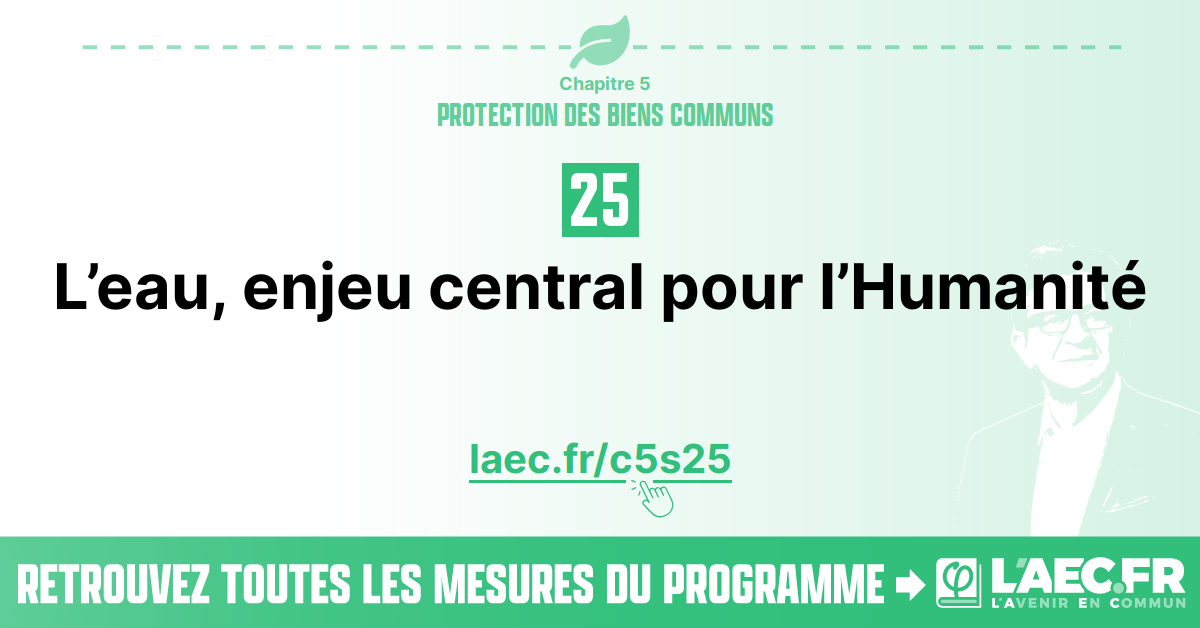 Chapitre 5
PROTECTION DES BIENS COMMUNS
25
L’eau, enjeu central pour l’Humanité
laec.fr/c5s25
RETROUVEZ TOUTES LES MESURES DU PROGRAMME
φ L'AEC.FR
L'AVENIR EN COMMUN